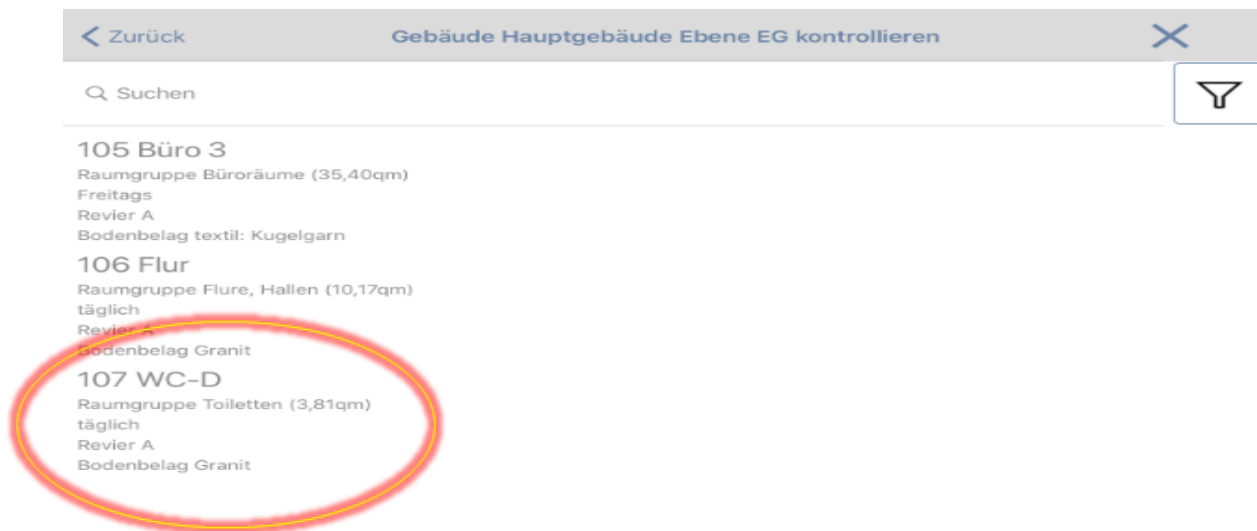 Zurück
Gebäude Hauptgebäude Ebene EG kontrollieren
Suchen
105 Büro 3
Raumgruppe Büroräume (35,40qm)
Freitags
Revier A
Bodenbelag textil: Kugelgarn
106 Flur
Raumgruppe Flure, Hallen (10,17qm)
täglich
Revier A
Bodenbelag Granit
107 WC-D
Raumgruppe Toiletten (3,81qm)
täglich
Revier A
Bodenbelag Granit